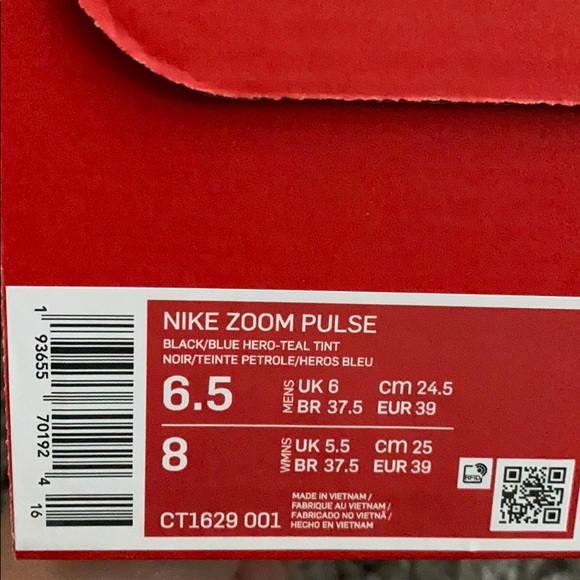 NIKE ZOOM PULSE
BLACK/BLUE HERO-TEAL TINT
NOIR/TEINTE PETROLE/HEROS BLEU
6.5 MENS UK 6 cm 24.5
BR 37.5 EUR 39
8 WMNS UK 5.5 cm 25
BR 37.5 EUR 39
CT1629 001
MADE IN VIETNAM /
FABRIQUE AU VIETNAM /
FABRICADO NO VIETNÃ /
HECHO EN VIETNAM
RFID
1 93655 70192 4 16